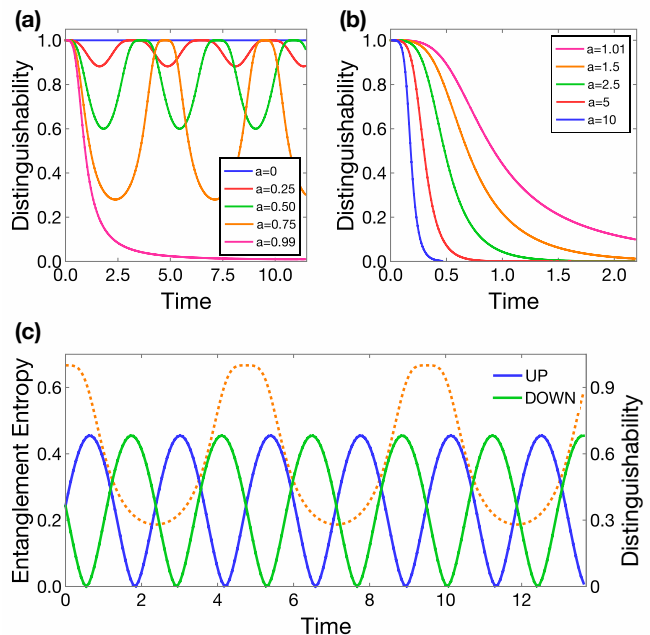 (a)
(b)
1.0
0.8
0.6
0.4
0.2
0.0
Distinguishability
0.0 2.5 5.0 7.5 10.0
Time
a=0
a=0.25
a=0.50
a=0.75
a=0.99
1.0
0.8
0.6
0.4
0.2
0.0
Distinguishability
0.0 0.5 1.0 1.5 2.0
Time
a=1.01
a=1.5
a=2.5
a=5
a=10
(c)
Entanglement Entropy
0.6
0.4
0.2
0
0 2 4 6 8 10 12
Time
UP
DOWN
0.9
0.6
0.3
0
Distinguishability